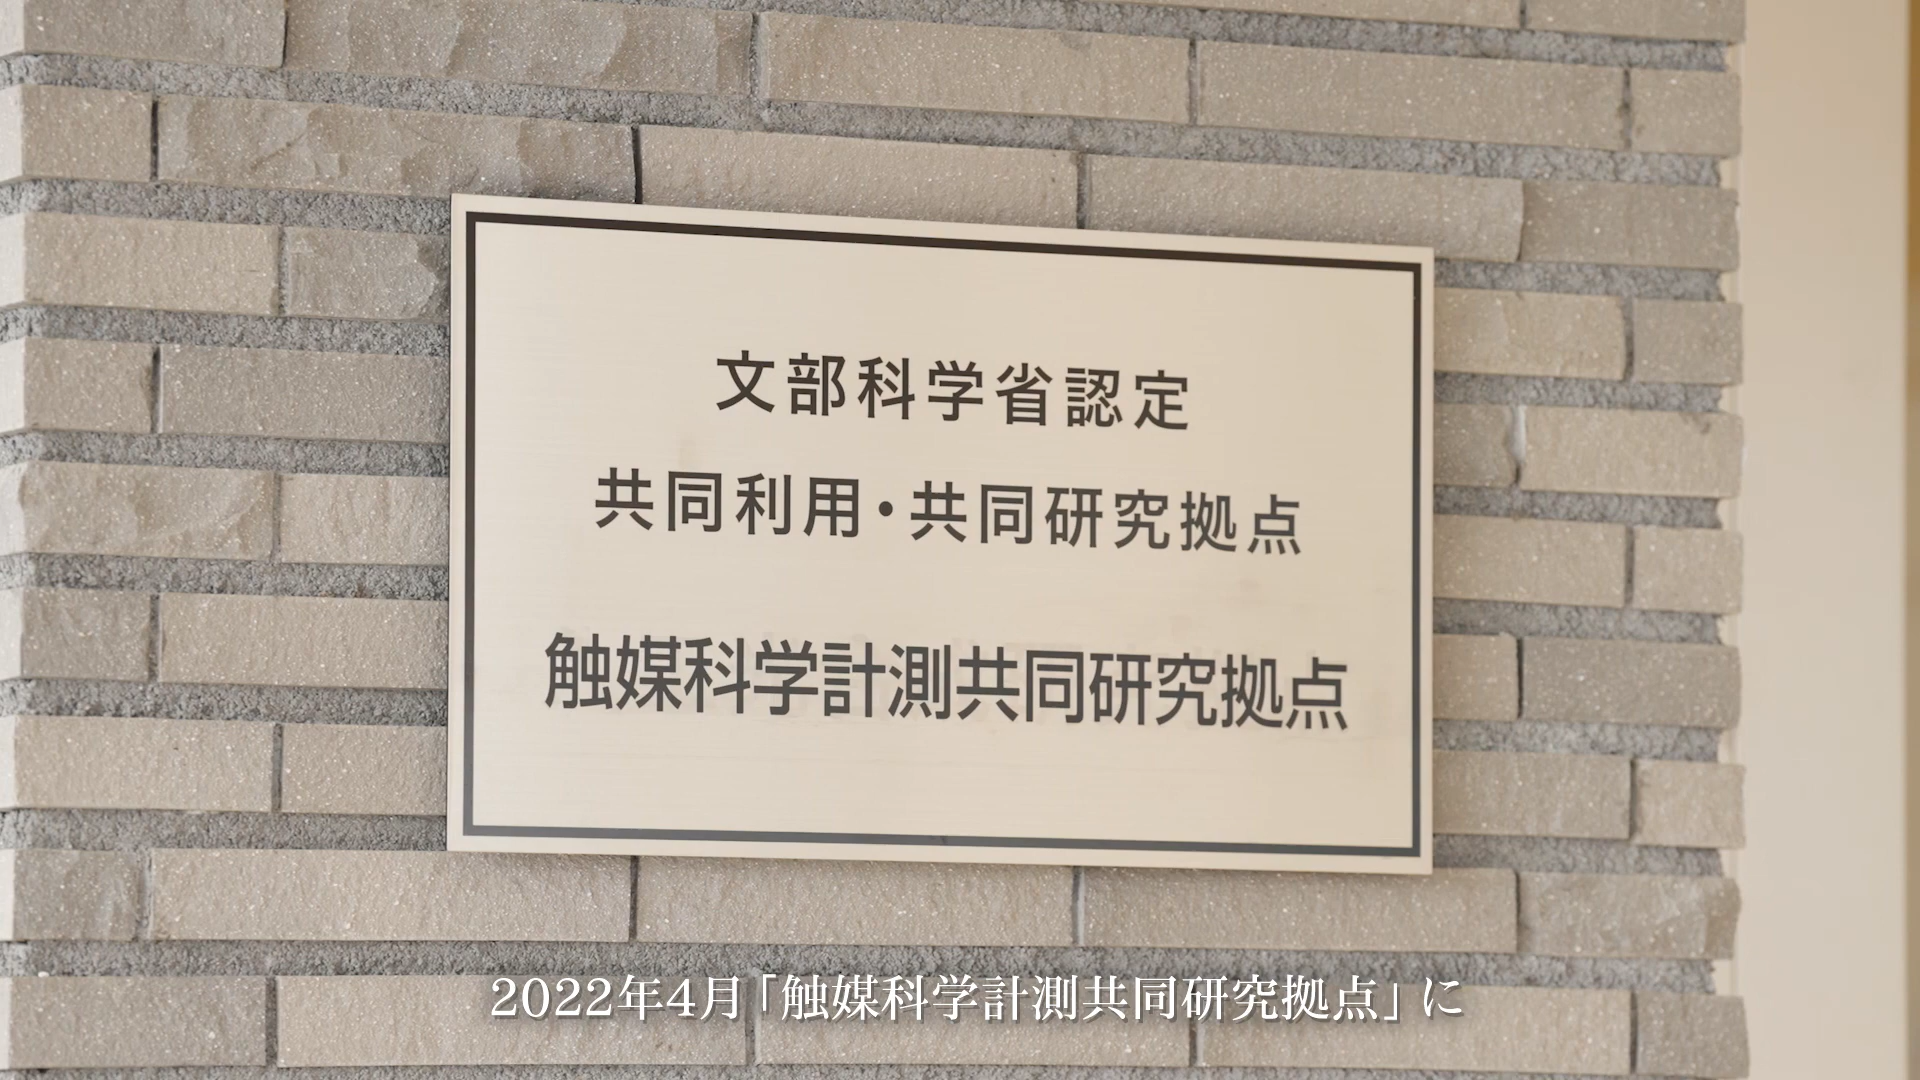 文部科学省認定
共同利用・共同研究拠点
触媒科学計測共同研究拠点
2022年4月「触媒科学計測共同研究拠点」に